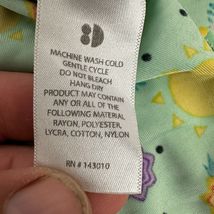 MACHINE WASH COLD
GENTLE CYCLE
DO NOT BLEACH
HANG DRY
PRODUCT MAY CONTAIN
ANY OR ALL OF THE
FOLLOWING MATERIAL
RAYON, POLYESTER,
LYCRA, COTTON, NYLON
RN # 143010